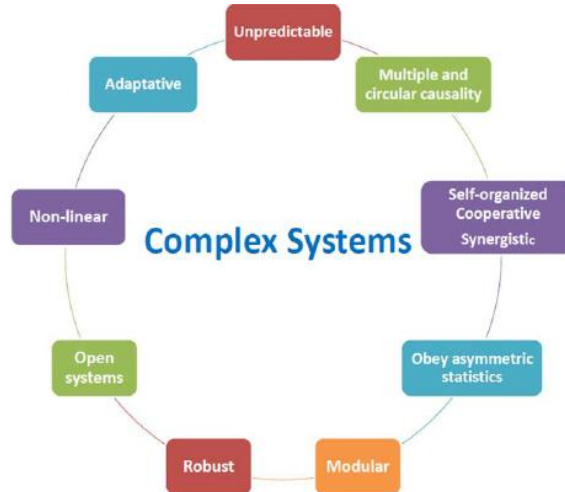 Unpredictable
Multiple and
circular causality
Self-organized
Cooperative
Synergistic
Obey asymmetric
statistics
Modular
Robust
Open
systems
Non-linear
Adaptative
Complex Systems